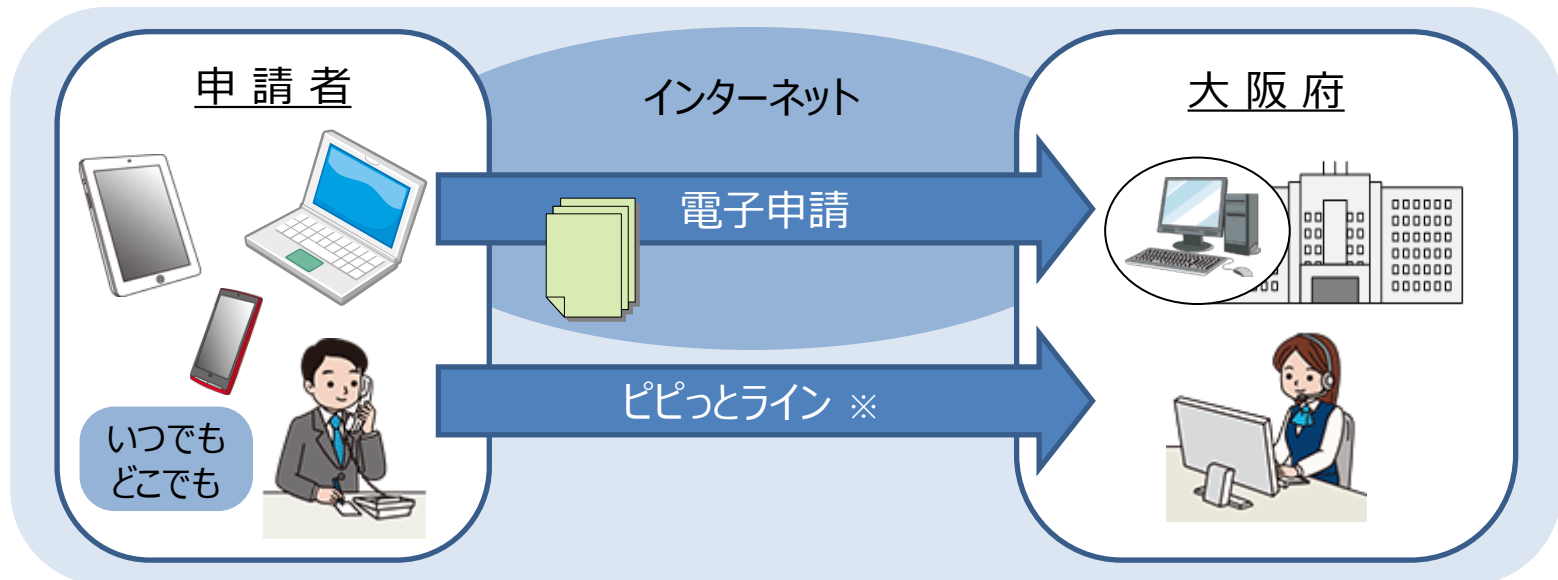 申請者
インターネット
大阪府
電子申請
ピピっとライン ※
いつでも
どこでも